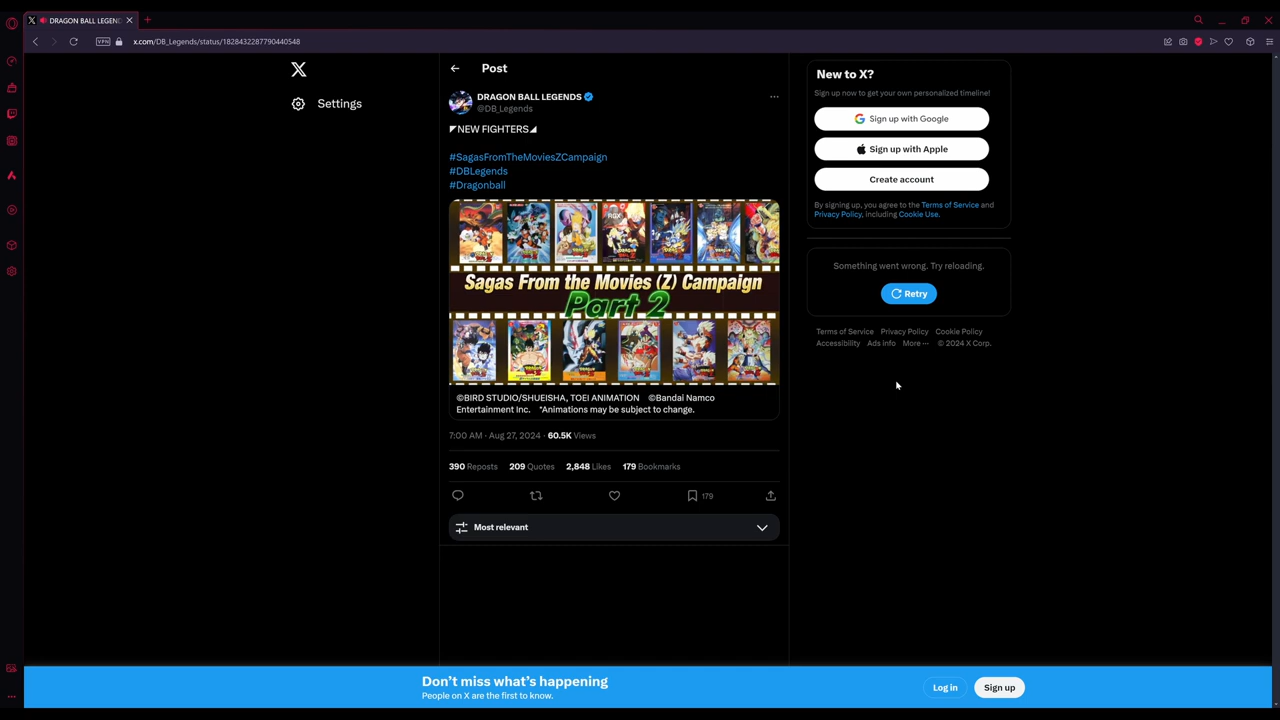 DRAGON BALL LEGEND
VPN
x.com/DB_Legends/status/1828432287790440548
Settings
Post
DRAGON BALL LEGENDS
@DB_Legends
◤NEW FIGHTERS◢
#SagasFromTheMoviesZCampaign
#DBLegends
#Dragonball
Sagas From the Movies (Z) Campaign
Part 2
©BIRD STUDIO/SHUEISHA, TOEI ANIMATION ©Bandai Namco
Entertainment Inc. *Animations may be subject to change.
7:00 AM · Aug 27, 2024 · 60.5K Views
390 Reposts 209 Quotes 2,848 Likes 179 Bookmarks
179
Most relevant
New to X?
Sign up now to get your own personalized timeline!
Sign up with Google
Sign up with Apple
Create account
By signing up, you agree to the Terms of Service and
Privacy Policy, including Cookie Use.
Something went wrong. Try reloading.
Retry
Terms of Service Privacy Policy Cookie Policy
Accessibility Ads info More ··· © 2024 X Corp.
Don’t miss what’s happening
People on X are the first to know.
Log in
Sign up